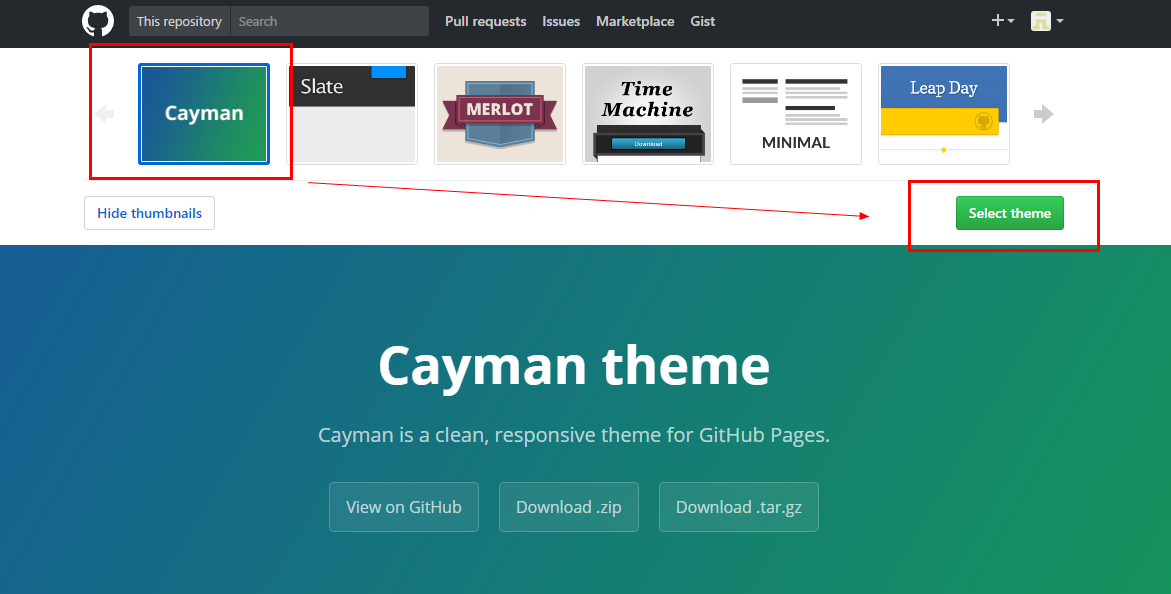 This repository Search Pull requests Issues Marketplace Gist
Cayman
Slate
MERLOT
Time
Machine
Download
MINIMAL
Leap Day
Hide thumbnails
Select theme
Cayman theme
Cayman is a clean, responsive theme for GitHub Pages.
View on GitHub Download .zip Download .tar.gz